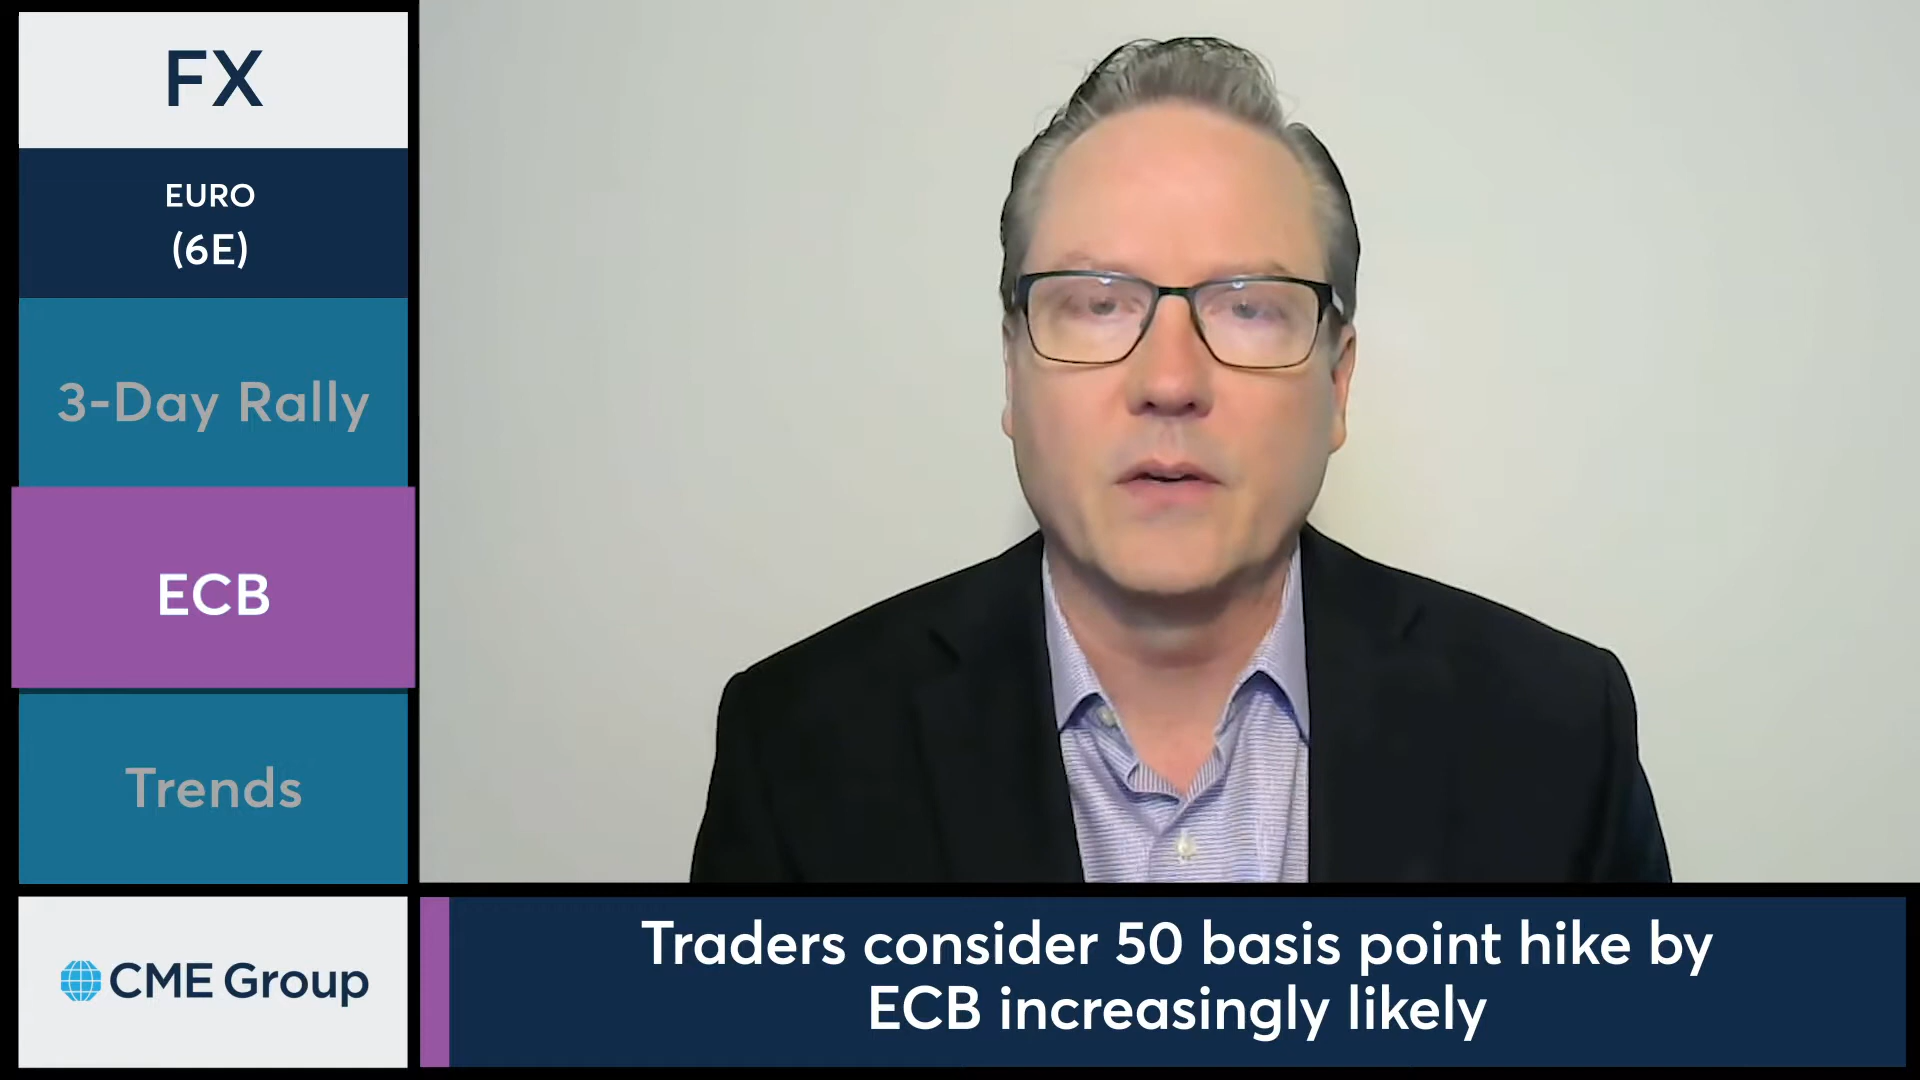 FX
EURO
(6E)
3-Day Rally
ECB
Trends
CME Group
Traders consider 50 basis point hike by
ECB increasingly likely